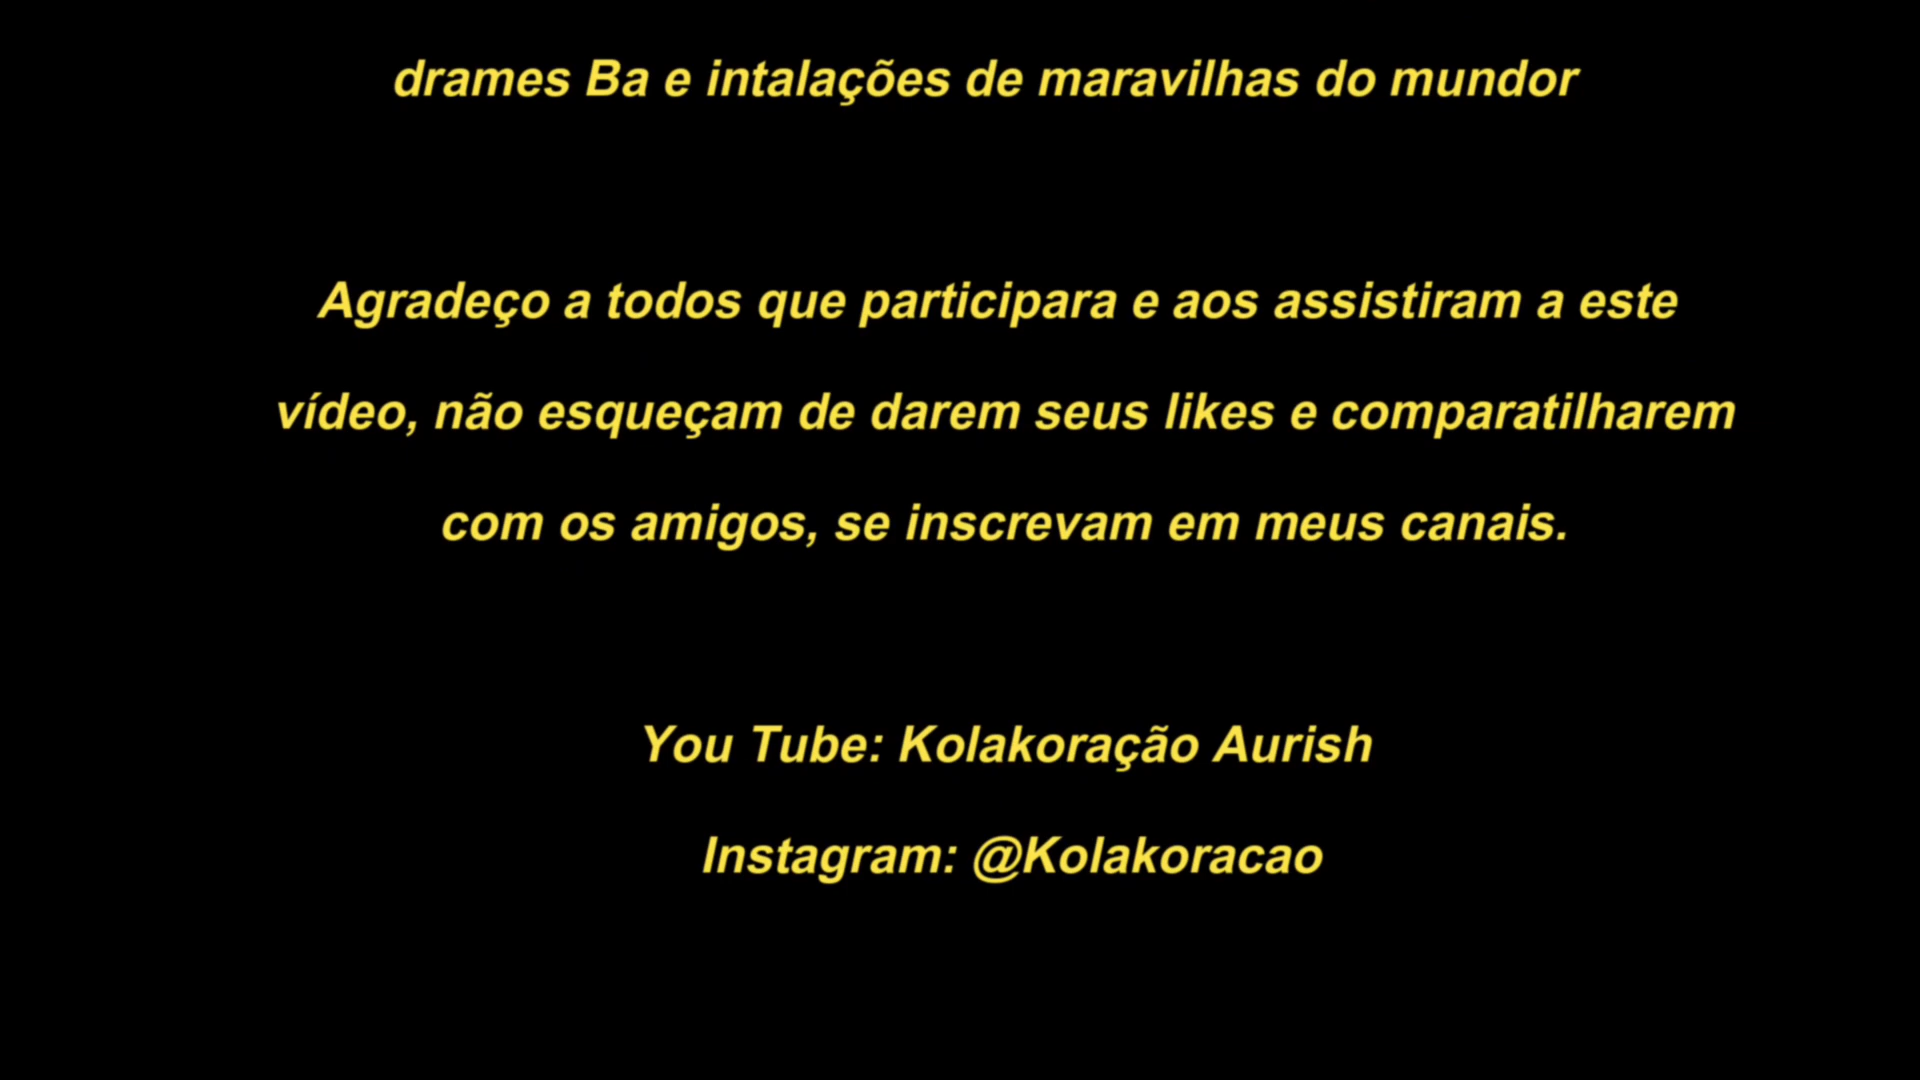 drames Ba e intalações de maravilhas do mundor
Agradeço a todos que participara e aos assistiram a este
vídeo, não esqueçam de darem seus likes e comparatilharem
com os amigos, se inscrevam em meus canais.
You Tube: Kolakoração Aurish
Instagram: @Kolakoracao